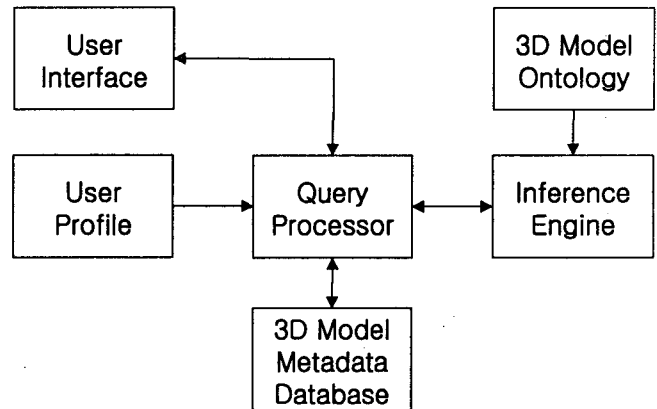 User
Interface
3D Model
Ontology
User
Profile
Query
Processor
Inference
Engine
3D Model
Metadata
Database